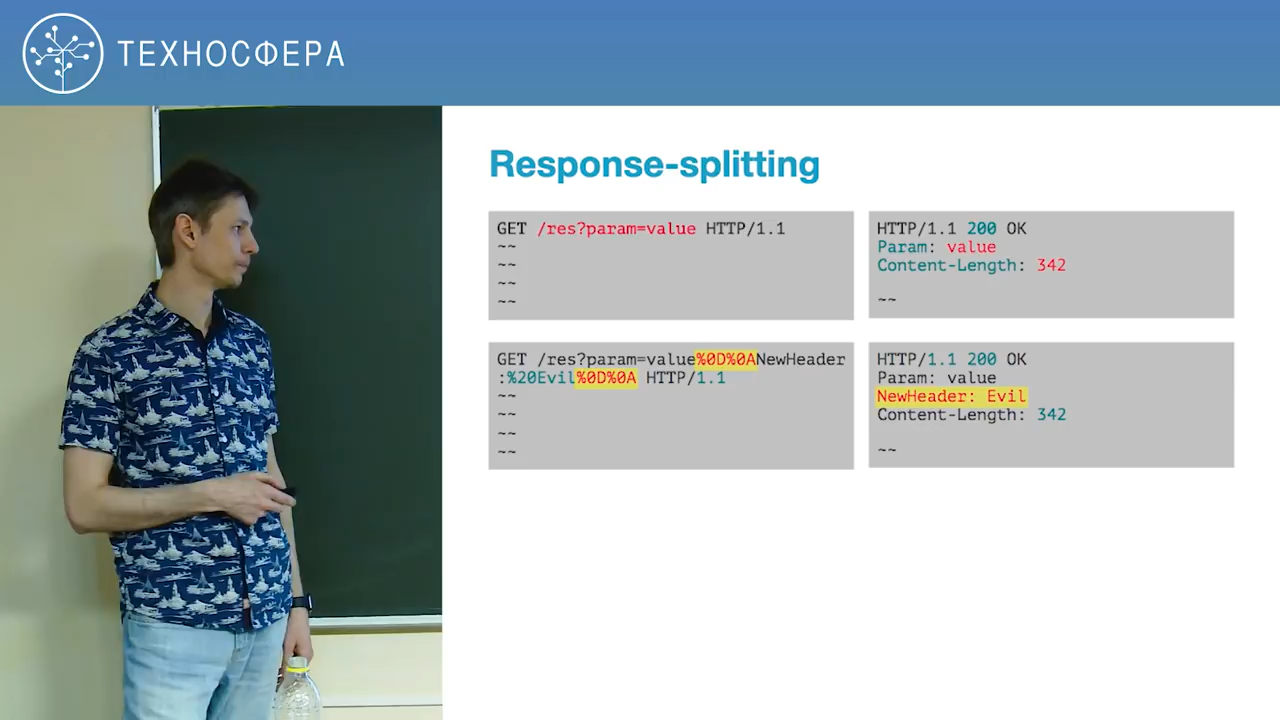 ТЕХНОСФЕРА
Response-splitting
GET /res?param=value HTTP/1.1
~~
~~
~~
~~
HTTP/1.1 200 OK
Param: value
Content-Length: 342
~~
GET /res?param=value%0D%0ANewHeader
:%20Evil%0D%0A HTTP/1.1
~~
~~
~~
~~
HTTP/1.1 200 OK
Param: value
NewHeader: Evil
Content-Length: 342
~~